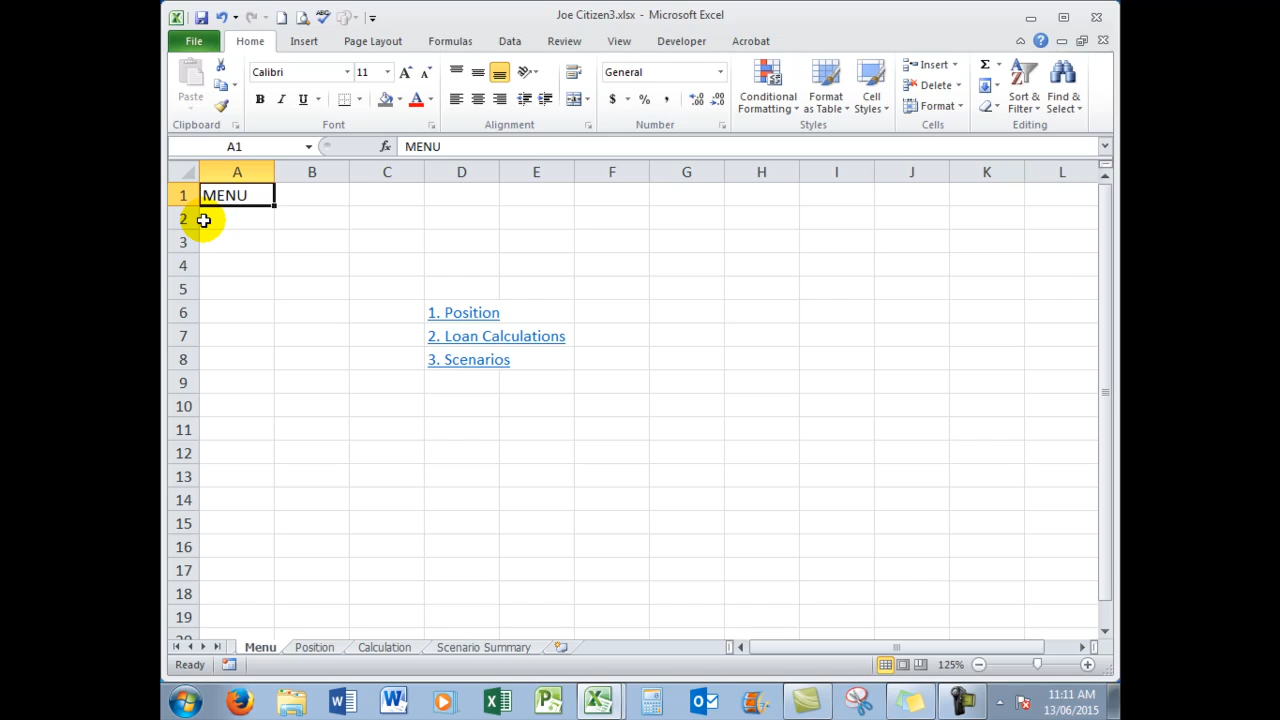 Joe Citizen3.xlsx - Microsoft Excel
File Home Insert Page Layout Formulas Data Review View Developer Acrobat
Paste
Calibri 11
General
Conditional Formatting
Format as Table
Cell Styles
Insert
Delete
Format
Sort & Filter
Find & Select
B I U
$ % ,
Clipboard Font Alignment Number Styles Cells Editing
A1 fx MENU
A B C D E F G H I J K L
1 MENU
2
3
4
5
6 1. Position
7 2. Loan Calculations
8 3. Scenarios
9
10
11
12
13
14
15
16
17
18
19
20
Menu Position Calculation Scenario Summary
Ready 125%
11:11 AM
13/06/2015